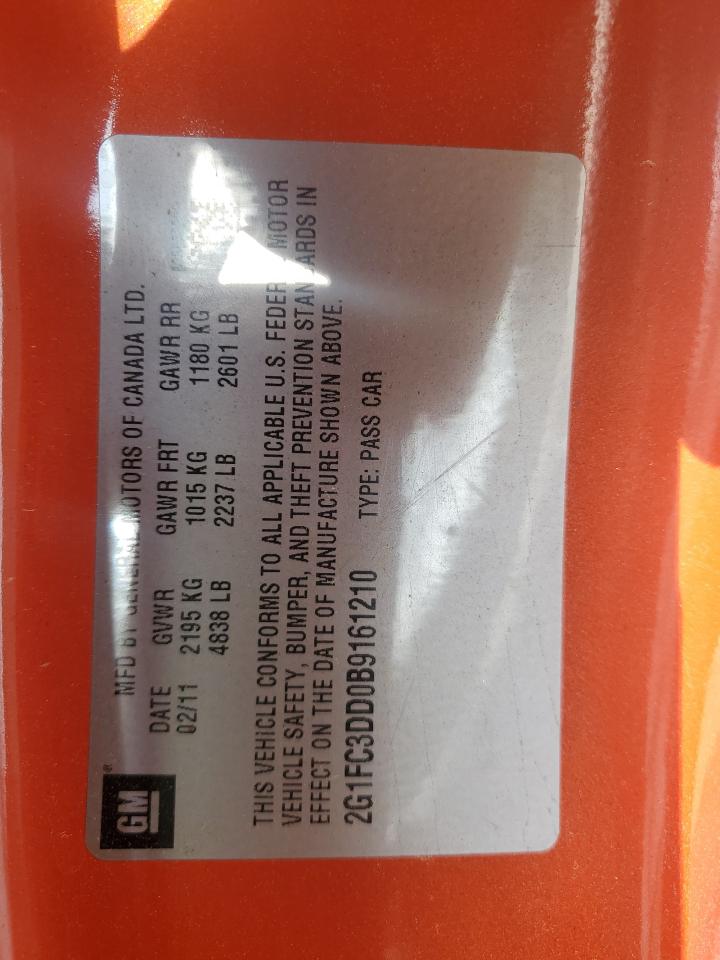 GM
MFD BY GENERAL MOTORS OF CANADA LTD.
DATE GVWR GAWR FRT GAWR RR
02/11 2195 KG 1015 KG 1180 KG
4838 LB 2237 LB 2601 LB
THIS VEHICLE CONFORMS TO ALL APPLICABLE U.S. FEDERAL MOTOR
VEHICLE SAFETY, BUMPER, AND THEFT PREVENTION STANDARDS IN
EFFECT ON THE DATE OF MANUFACTURE SHOWN ABOVE.
2G1FC3DD0B9161210 TYPE: PASS CAR